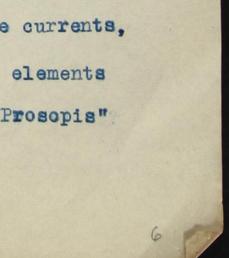 e currents,
elements
Prosopis"
6